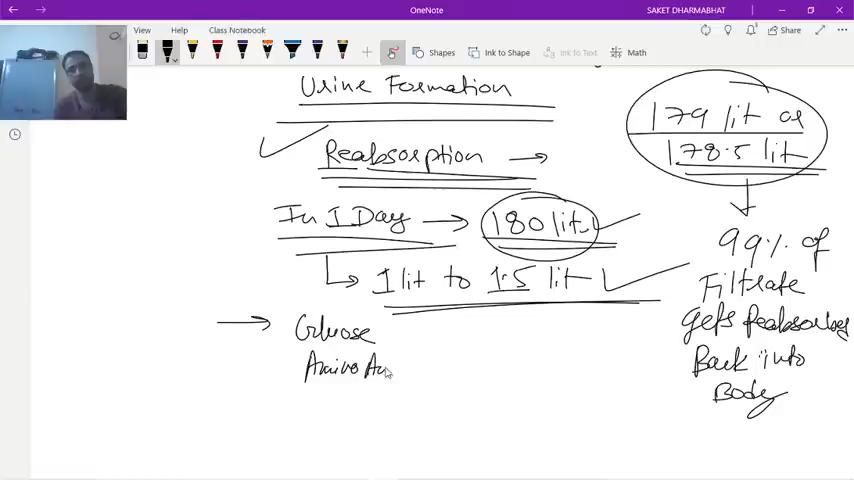 OneNote
SAKET DHARMABHAT
View
Help
Class Notebook
Share
Shapes
Ink to Shape
Ink to Text
Math
Urine Formation
Reabsorption →
In 1 Day → 180 lit
1 lit to 1.5 lit
→ Glucose
Amino Ac
179 lit or
178.5 lit
99% of
Filtrate
gets
Back into
Body